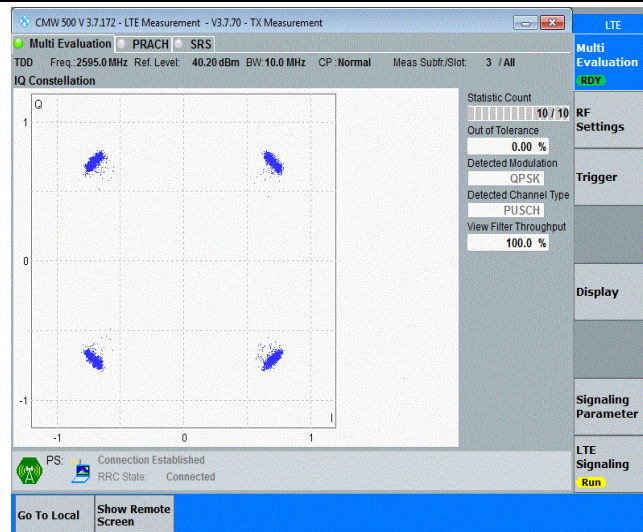 CMW 500 V 3.7.172 - LTE Measurement - V3.7.70 - TX Measurement
LTE
Multi Evaluation PRACH SRS
TDD Freq.:2595.0 MHz Ref. Level: 40.20 dBm BW:10.0 MHz CP :Normal Meas Subfr./Slot: 3 / All
IQ Constellation
Q
1
0
-1
I
-1 0 1
Statistic Count
10 / 10
Out of Tolerance
0.00 %
Detected Modulation
QPSK
Detected Channel Type
PUSCH
View Filter Throughput
100.0 %
Multi
Evaluation
RDY
RF
Settings
Trigger
Display
Signaling
Parameter
LTE
Signaling
Run
PS: Connection Established
RRC State: Connected
Go To Local
Show Remote
Screen